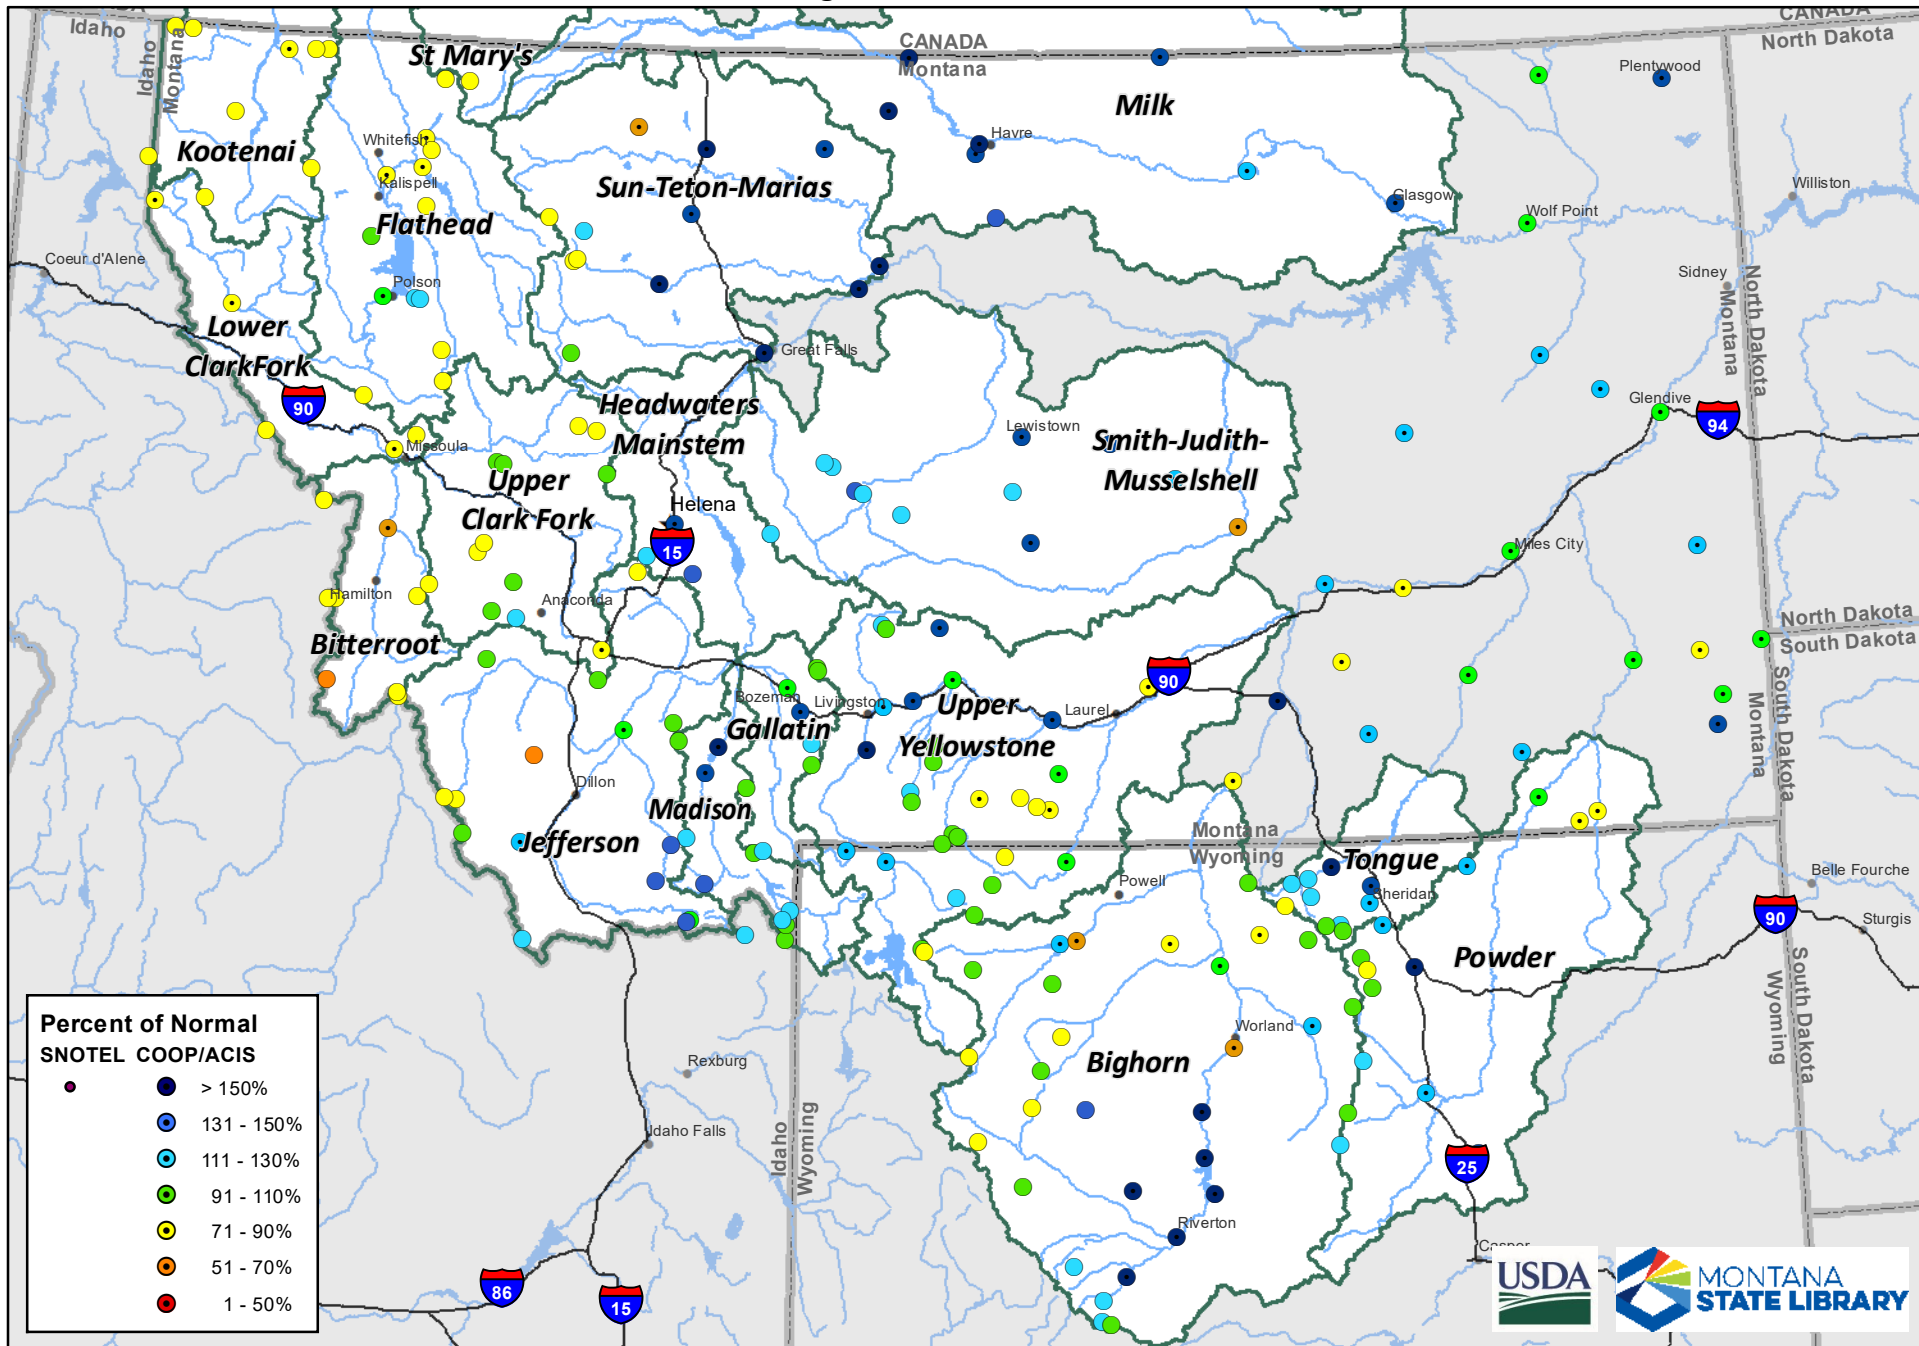 CANADA
Idaho
Idaho
Montana
St Mary's
CANADA
Montana
CANADA
North Dakota
Plentywood
Milk
Whitefish
Kootenai
Havre
Kalispell
Sun-Teton-Marias
Glasgow
Williston
Flathead
Wolf Point
Coeur d'Alene
Polson
Sidney
North Dakota
Montana
Lower
ClarkFork
Great Falls
90
Headwaters
Mainstem
Lewistown
Smith-Judith-
Musselshell
Glendive
94
Missoula
Upper
Clark Fork
Helena
15
Miles City
Hamilton
Anaconda
Bitterroot
North Dakota
South Dakota
Bozeman
Livingston
Gallatin
Upper
Yellowstone
Laurel
90
South Dakota
Montana
Dillon
Madison
Jefferson
Montana
Wyoming
Tongue
Powell
Sheridan
Belle Fourche
90
Sturgis
Powder
South Dakota
Wyoming
Percent of Normal
SNOTEL COOP/ACIS
> 150%
131 - 150%
111 - 130%
91 - 110%
71 - 90%
51 - 70%
1 - 50%
Rexburg
Worland
Bighorn
Idaho Falls
Idaho
Wyoming
25
Riverton
Casper
86
15
USDA
MONTANA
STATE LIBRARY